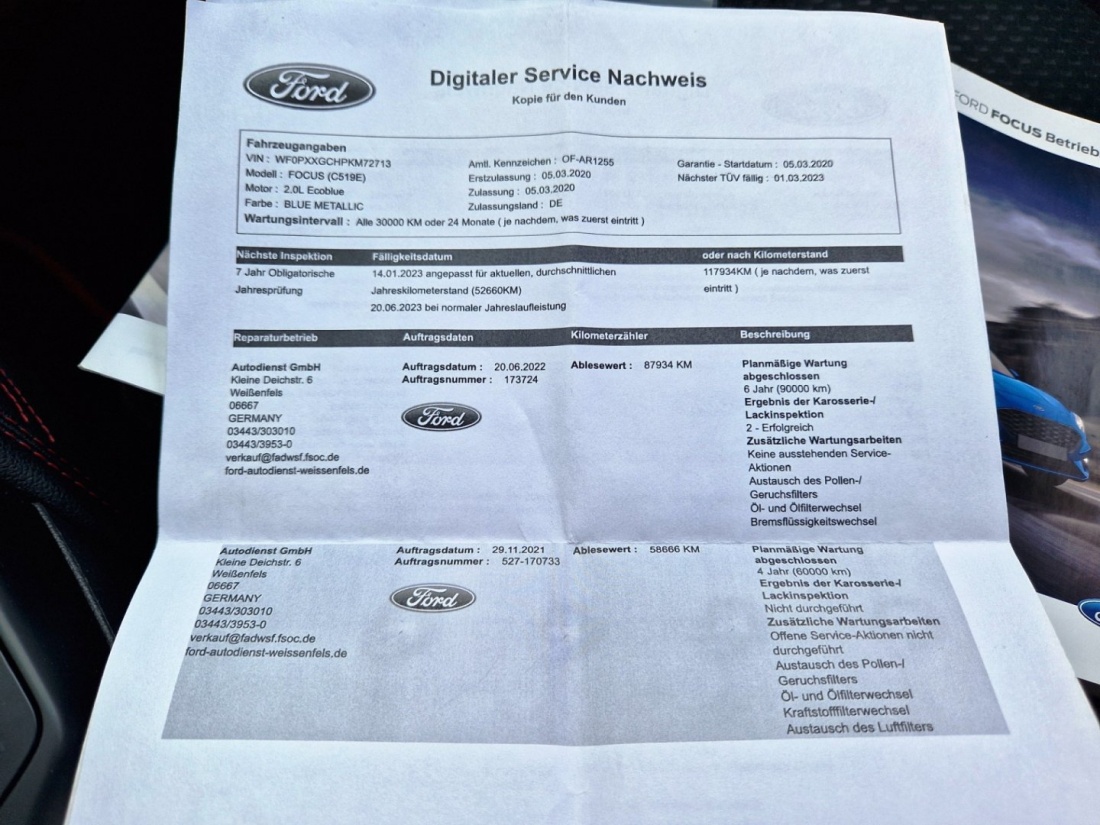 Ford
Digitaler Service Nachweis
Kopie für den Kunden
FORD FOCUS Betrieb
Fahrzeugangaben
VIN : WF0PXXGCHPKM72713
Modell : FOCUS (C519E)
Motor : 2.0L Ecoblue
Farbe : BLUE METALLIC
Amtl. Kennzeichen : OF-AR1255
Erstzulassung : 05.03.2020
Zulassung : 05.03.2020
Zulassungsland : DE
Garantie - Startdatum : 05.03.2020
Nächster TÜV fällig : 01.03.2023
Wartungsintervall : Alle 30000 KM oder 24 Monate ( je nachdem, was zuerst eintritt )
Nächste Inspektion Fälligkeitsdatum oder nach Kilometerstand
7 Jahr Obligatorische 14.01.2023 angepasst für aktuellen, durchschnittlichen 117934KM ( je nachdem, was zuerst
Jahresprüfung Jahreskilometerstand (52660KM) eintritt )
20.06.2023 bei normaler Jahreslaufleistung
Reparaturbetrieb Auftragsdaten Kilometerzähler Beschreibung
Autodienst GmbH
Kleine Deichstr. 6
Weißenfels
06667
GERMANY
03443/303010
03443/3953-0
verkauf@fadwsf.fsoc.de
ford-autodienst-weissenfels.de
Auftragsdatum : 20.06.2022
Auftragsnummer : 173724
Ford
Ablesewert : 87934 KM
Planmäßige Wartung
abgeschlossen
6 Jahr (90000 km)
Ergebnis der Karosserie-/
Lackinspektion
2 - Erfolgreich
Zusätzliche Wartungsarbeiten
Keine ausstehenden Service-
Aktionen
Austausch des Pollen-/
Geruchsfilters
Öl- und Ölfilterwechsel
Bremsflüssigkeitswechsel
Autodienst GmbH
Kleine Deichstr. 6
Weißenfels
06667
GERMANY
03443/303010
03443/3953-0
verkauf@fadwsf.fsoc.de
ford-autodienst-weissenfels.de
Auftragsdatum : 29.11.2021
Auftragsnummer : 527-170733
Ford
Ablesewert : 58666 KM
Planmäßige Wartung
abgeschlossen
4 Jahr (60000 km)
Ergebnis der Karosserie-/
Lackinspektion
Nicht durchgeführt
Zusätzliche Wartungsarbeiten
Offene Service-Aktionen nicht
durchgeführt
Austausch des Pollen-/
Geruchsfilters
Öl- und Ölfilterwechsel
Kraftstofffilterwechsel
Austausch des Luftfilters